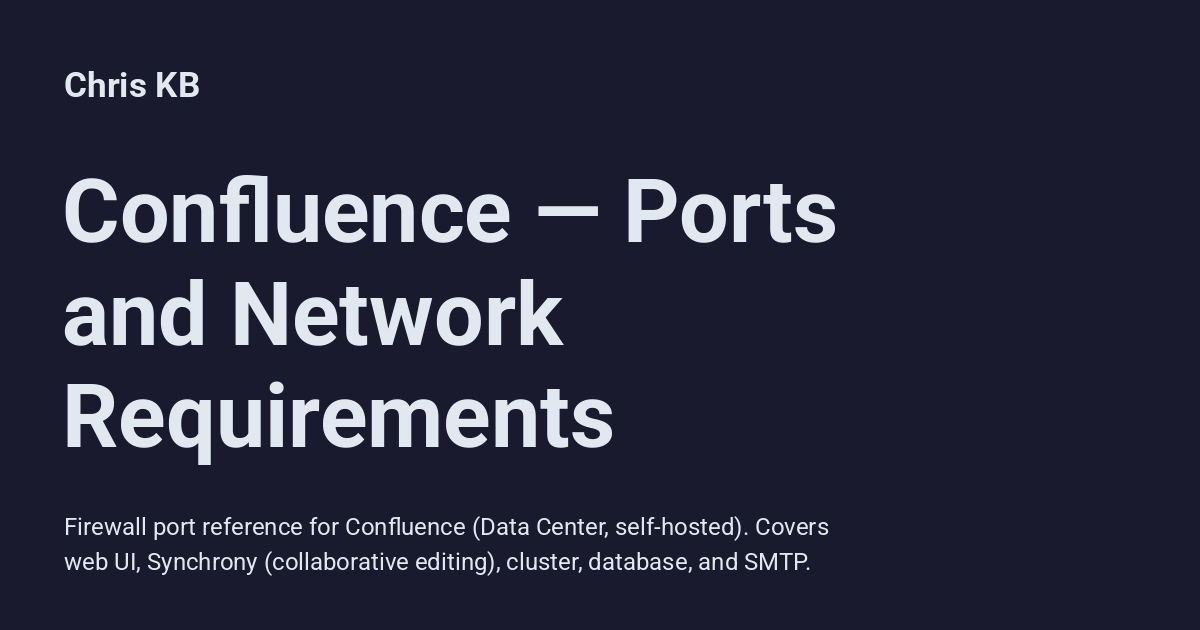 Chris KB
Confluence — Ports
and Network
Requirements
Firewall port reference for Confluence (Data Center, self-hosted). Covers
web UI, Synchrony (collaborative editing), cluster, database, and SMTP.